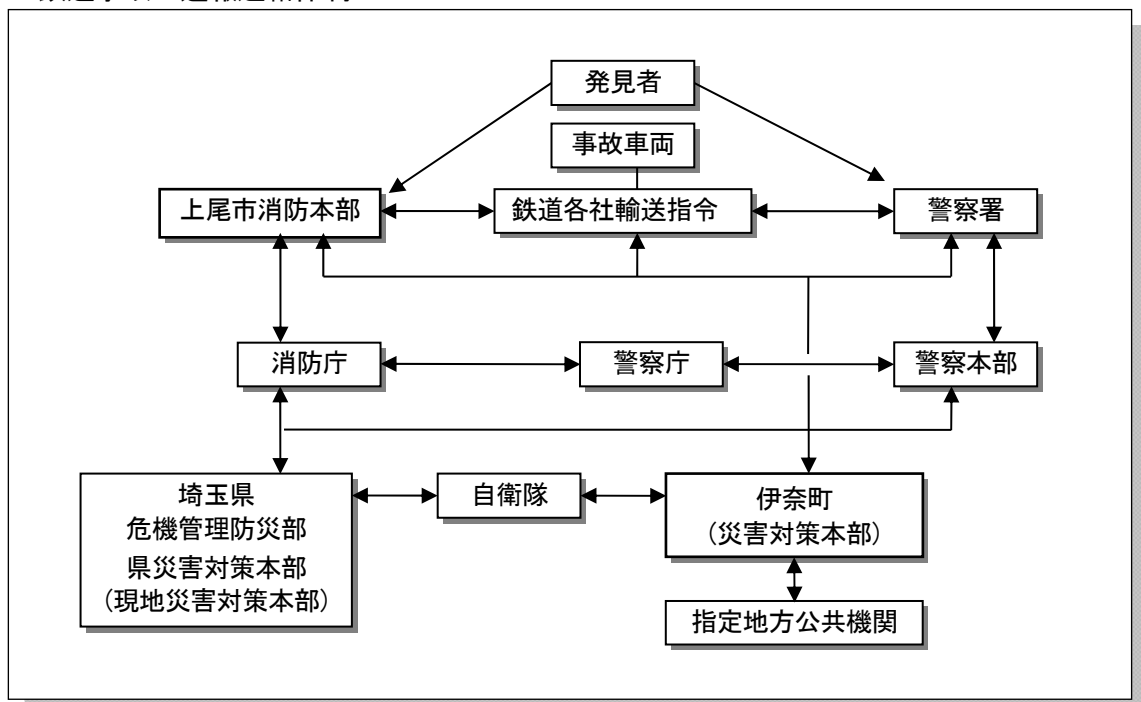 発見者
事故車両
上尾市消防本部
鉄道各社輸送指令
警察署
消防庁
警察庁
警察本部
埼玉県
危機管理防災部
県災害対策本部
（現地災害対策本部）
自衛隊
伊奈町
（災害対策本部）
指定地方公共機関